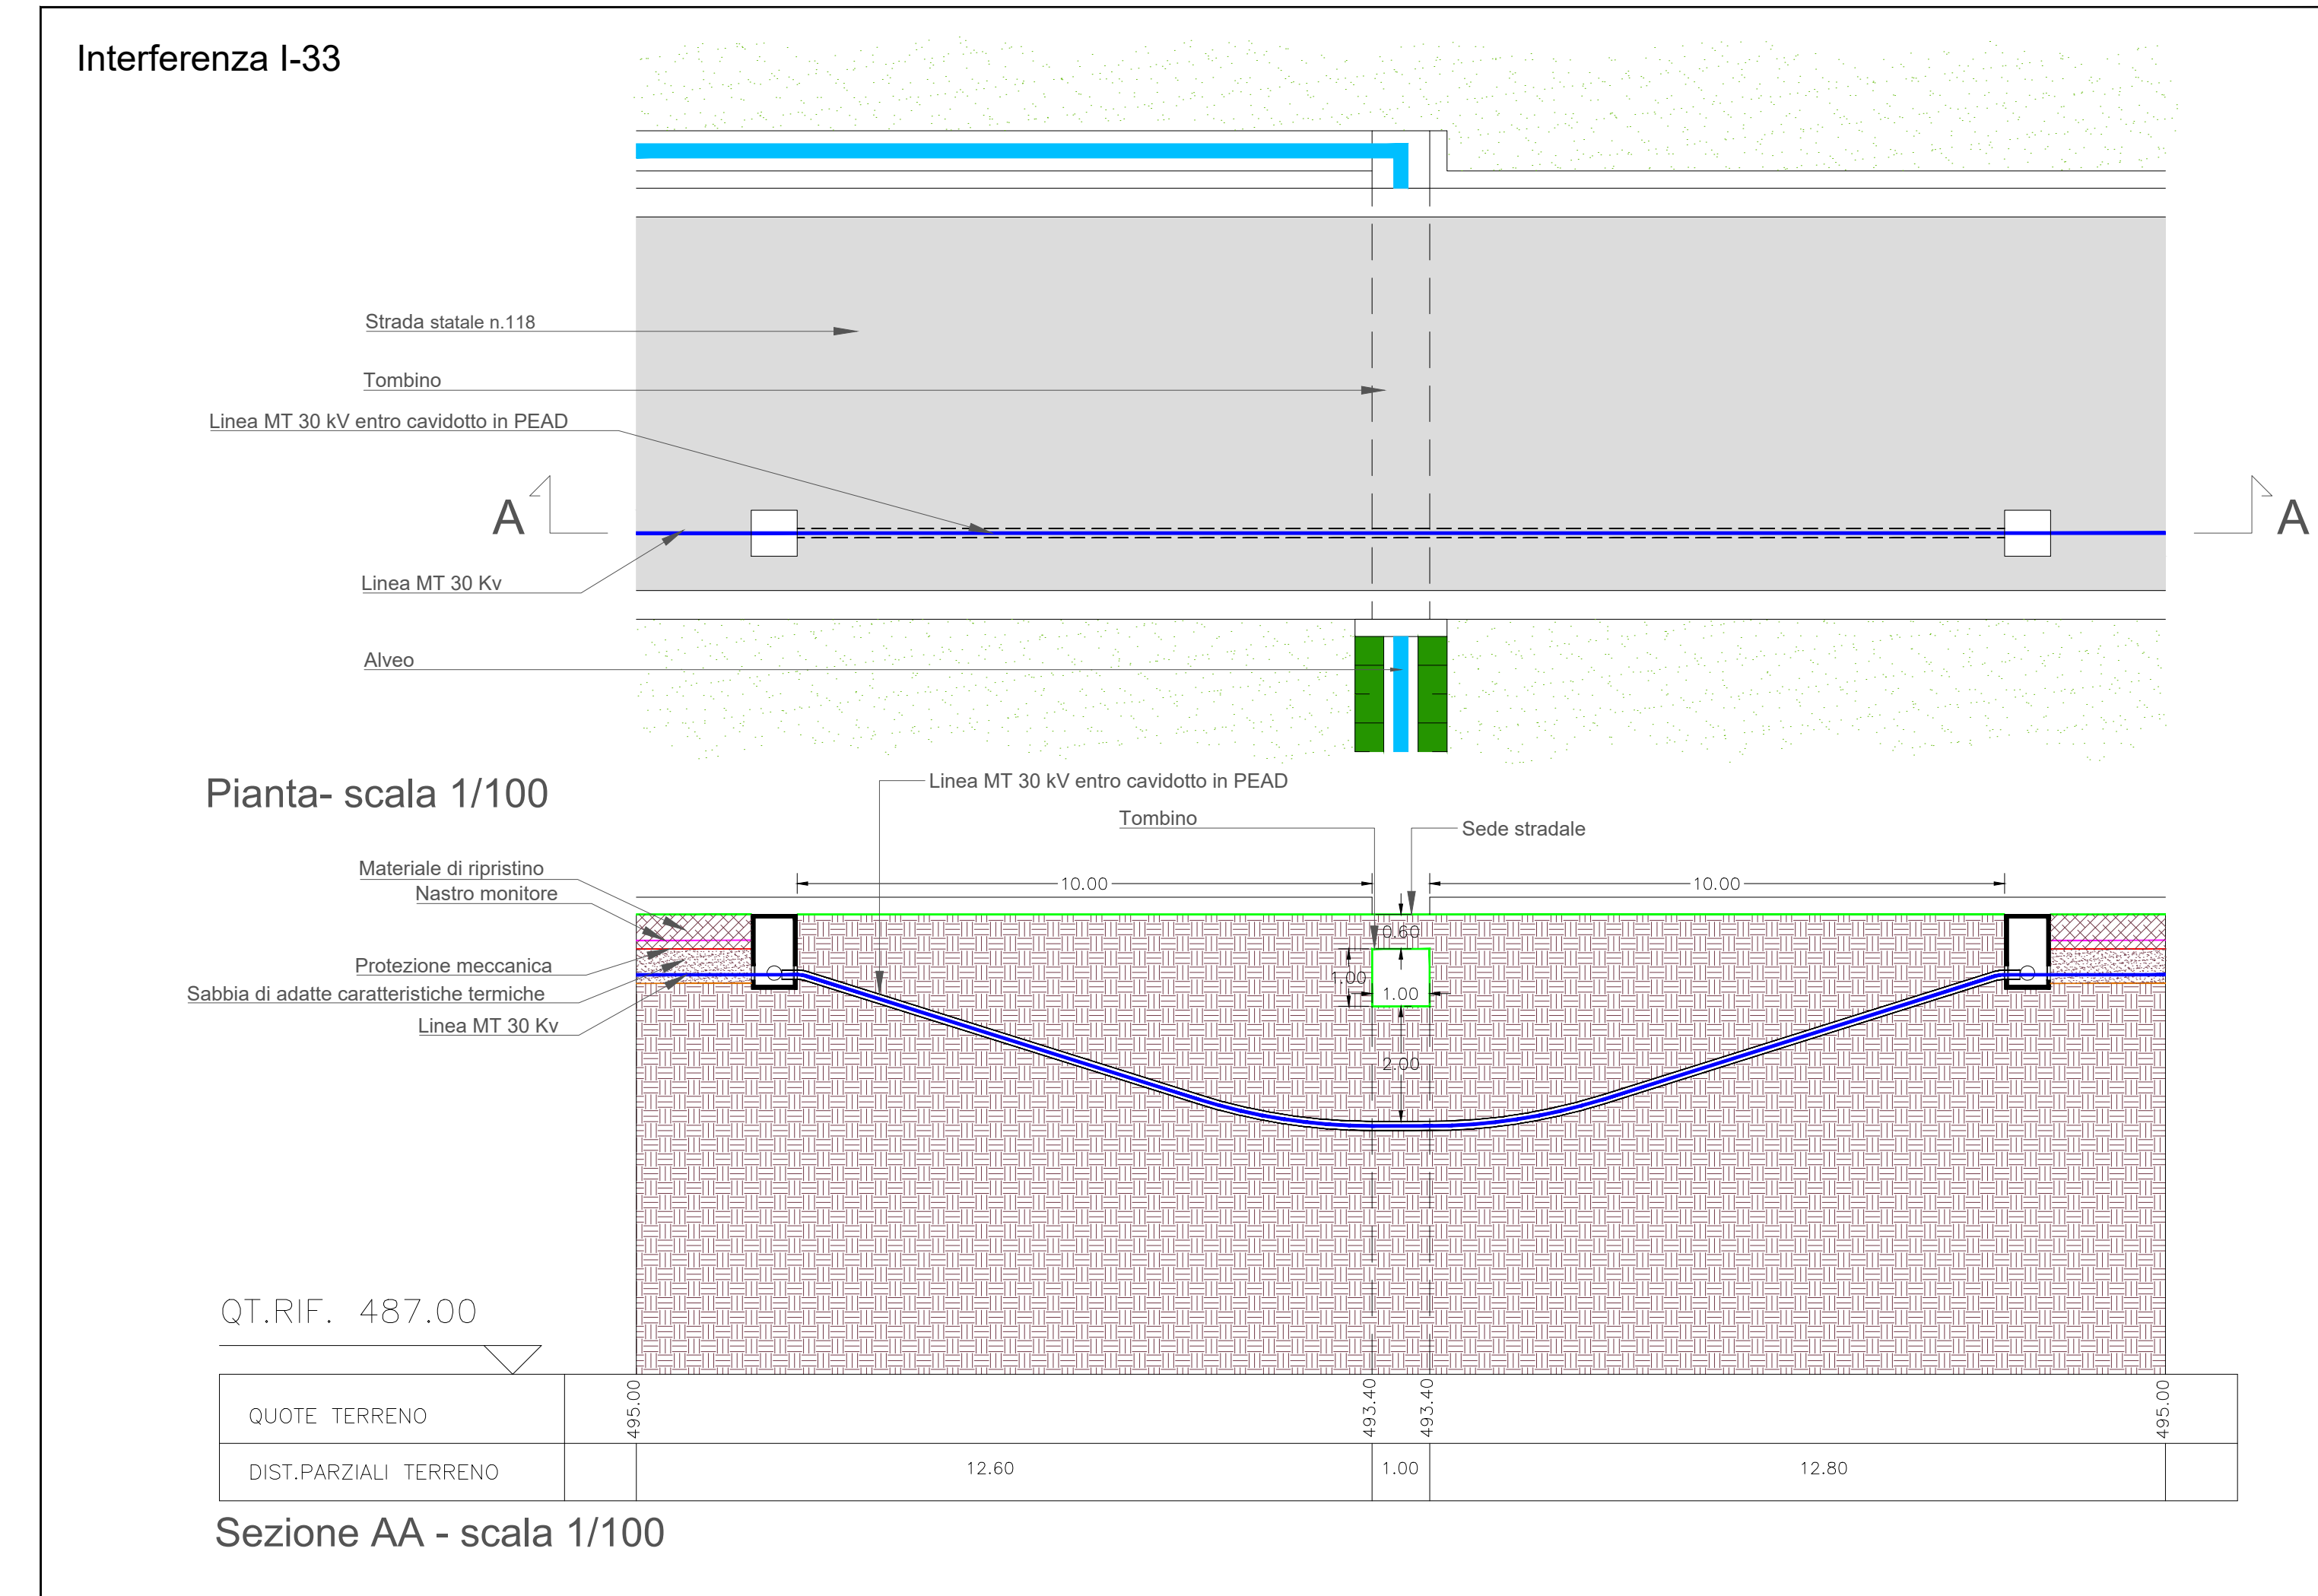 Interferenza I-33
Strada statale n.118
Tombino
Linea MT 30 kV entro cavidotto in PEAD
A
A
Linea MT 30 Kv
Alveo
Pianta- scala 1/100
Linea MT 30 kV entro cavidotto in PEAD
Tombino
Sede stradale
Materiale di ripristino
Nastro monitore
10.00
10.00
0.60
Protezione meccanica
Sabbia di adatte caratteristiche termiche
1.00
1.00
Linea MT 30 Kv
2.00
QT.RIF. 487.00
QUOTE TERRENO
495.00
493.40
493.40
495.00
DIST.PARZIALI TERRENO
12.60
1.00
12.80
Sezione AA - scala 1/100